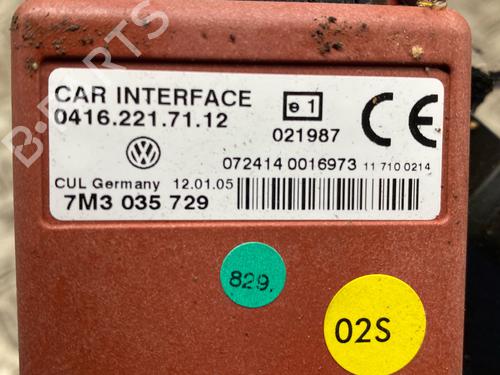 CAR INTERFACE
0416.221.71.12
e1
021987
CE
072414 0016973 11 710 0214
CUL Germany 12.01.05
7M3 035 729
829.
02S
B-PARTS